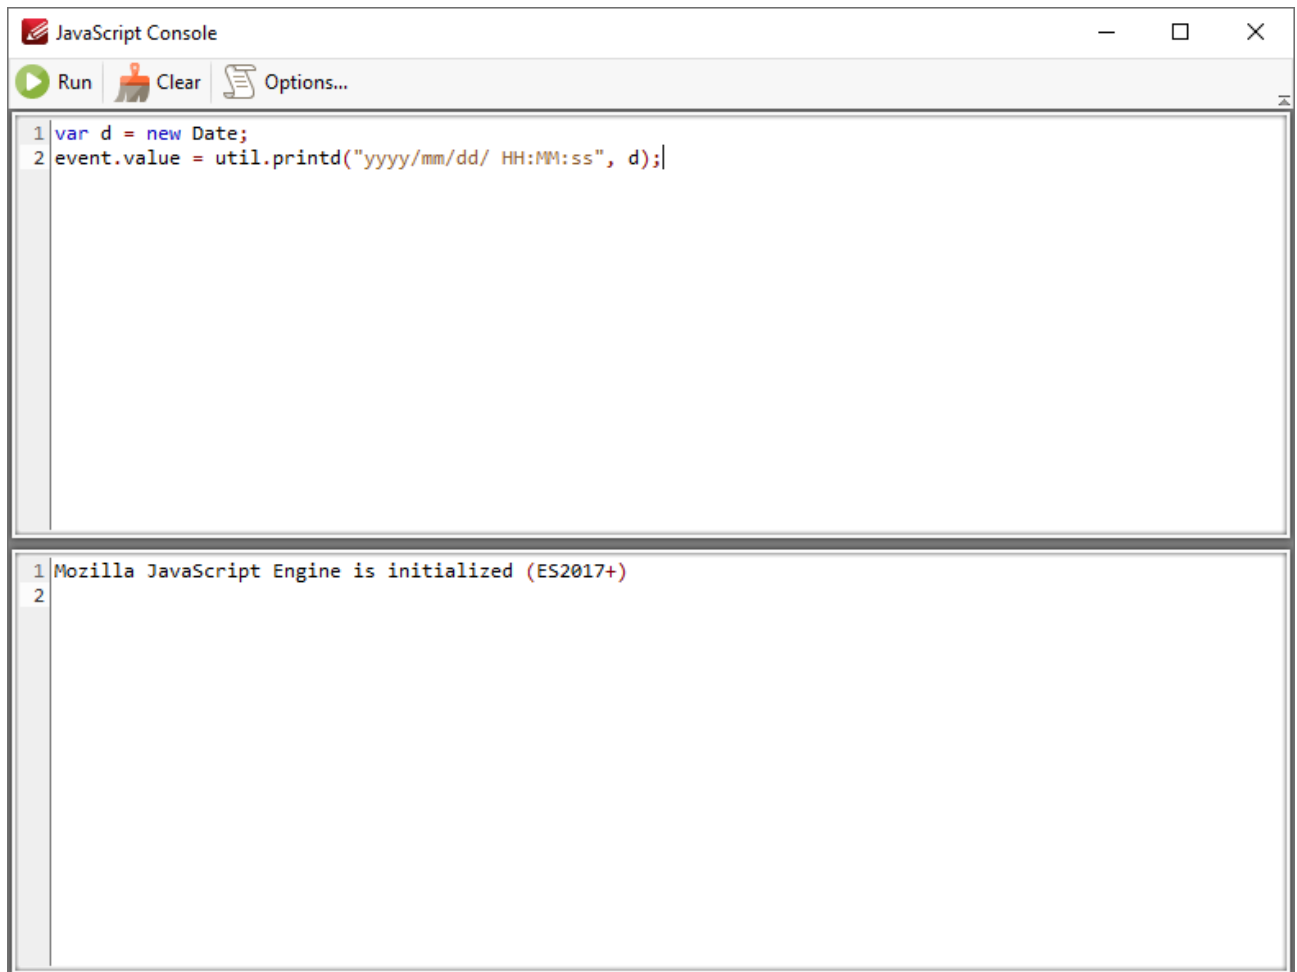 JavaScript Console
Run Clear Options...
1 var d = new Date;
2 event.value = util.printd("yyyy/mm/dd/ HH:MM:ss", d);
1 Mozilla JavaScript Engine is initialized (ES2017+)
2